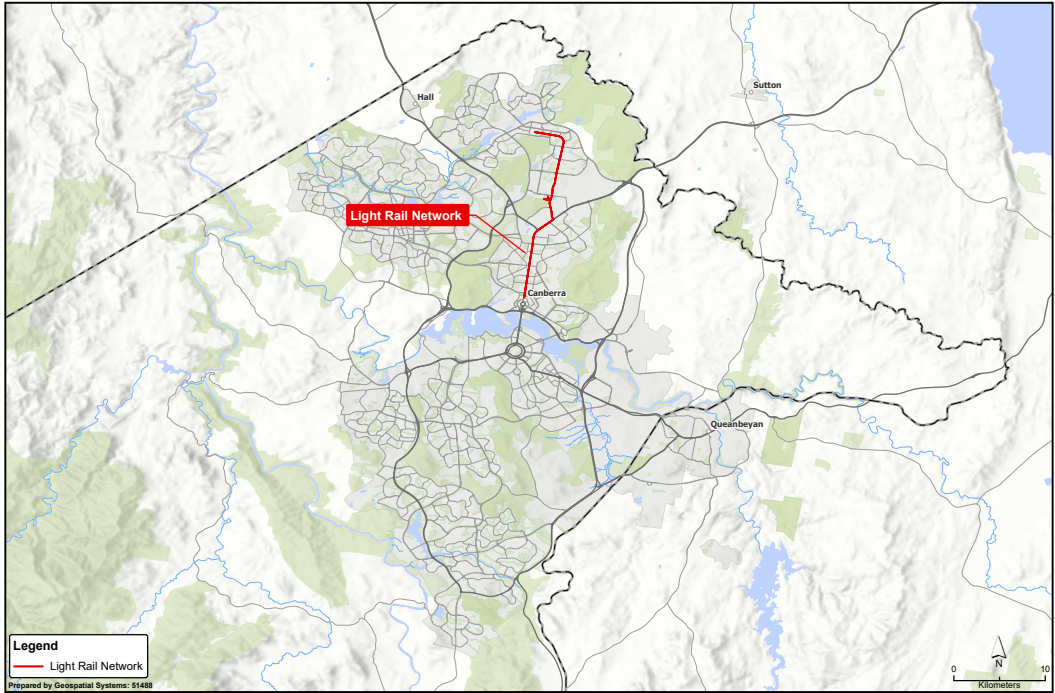 Hall
Sutton
Light Rail Network
Canberra
Queanbeyan
Legend
Light Rail Network
Prepared by Geospatial Systems: 51488
N
0 10
Kilometers